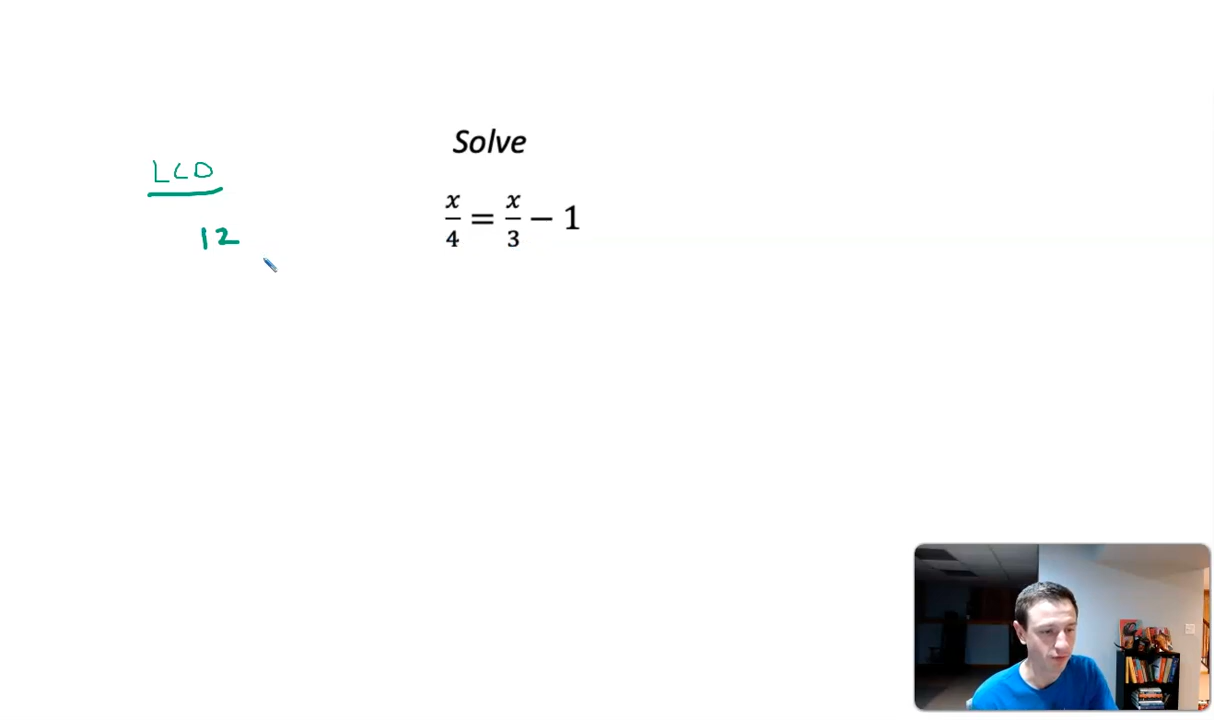 Solve
LCD
x/4 = x/3 − 1
12